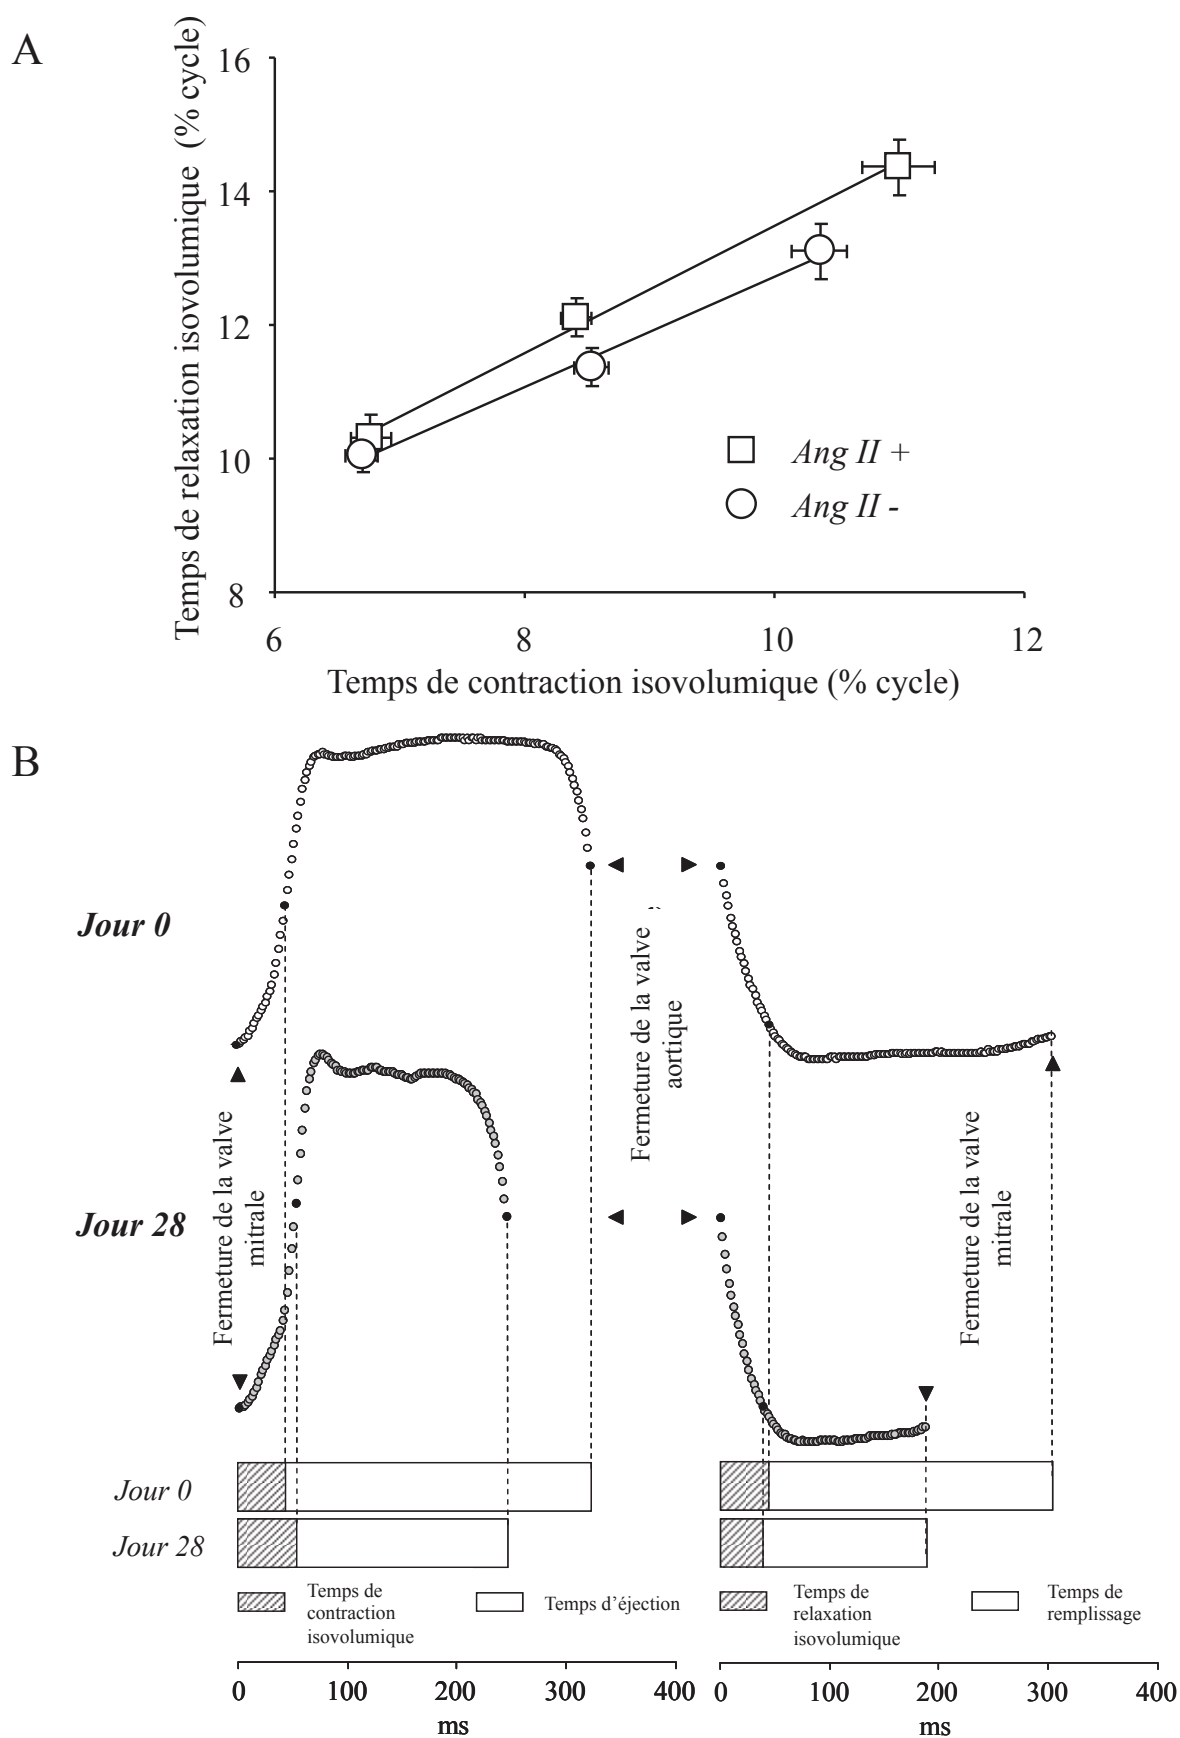 A
Temps de relaxation isovolumique (% cycle)
16
14
12
10
8
6
8
10
12
Temps de contraction isovolumique (% cycle)
Ang II +
Ang II -
B
Jour 0
Jour 28
Fermeture de la valve
mitrale
Fermeture de la valve
aortique
Fermeture de la valve
mitrale
Jour 0
Jour 28
Temps de
contraction
isovolumique
Temps d’éjection
Temps de
relaxation
isovolumique
Temps de
remplissage
0
100
200
300
400
ms
0
100
200
300
400
ms